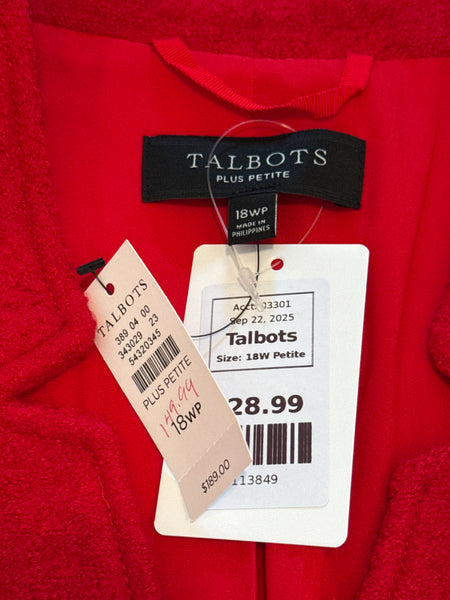 TALBOTS
PLUS PETITE
18WP
MADE IN
PHILIPPINES
TALBOTS
389 04 00
343029 23
54320345
PLUS PETITE
149.99
18WP
$189.00
Acct: 03301
Sep 22, 2025
Talbots
Size: 18W Petite
28.99
113849